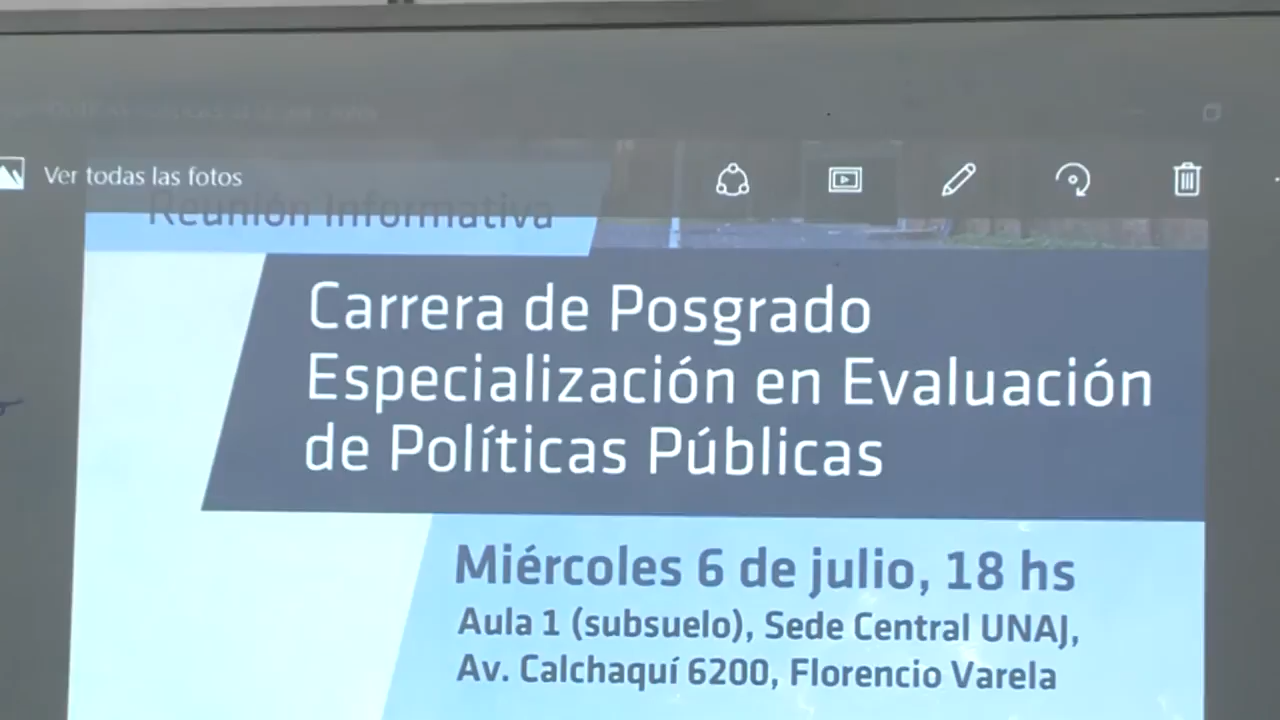 Ver todas las fotos
Reunión Informativa
Carrera de Posgrado
Especialización en Evaluación
de Políticas Públicas
Miércoles 6 de julio, 18 hs
Aula 1 (subsuelo), Sede Central UNAJ,
Av. Calchaquí 6200, Florencio Varela